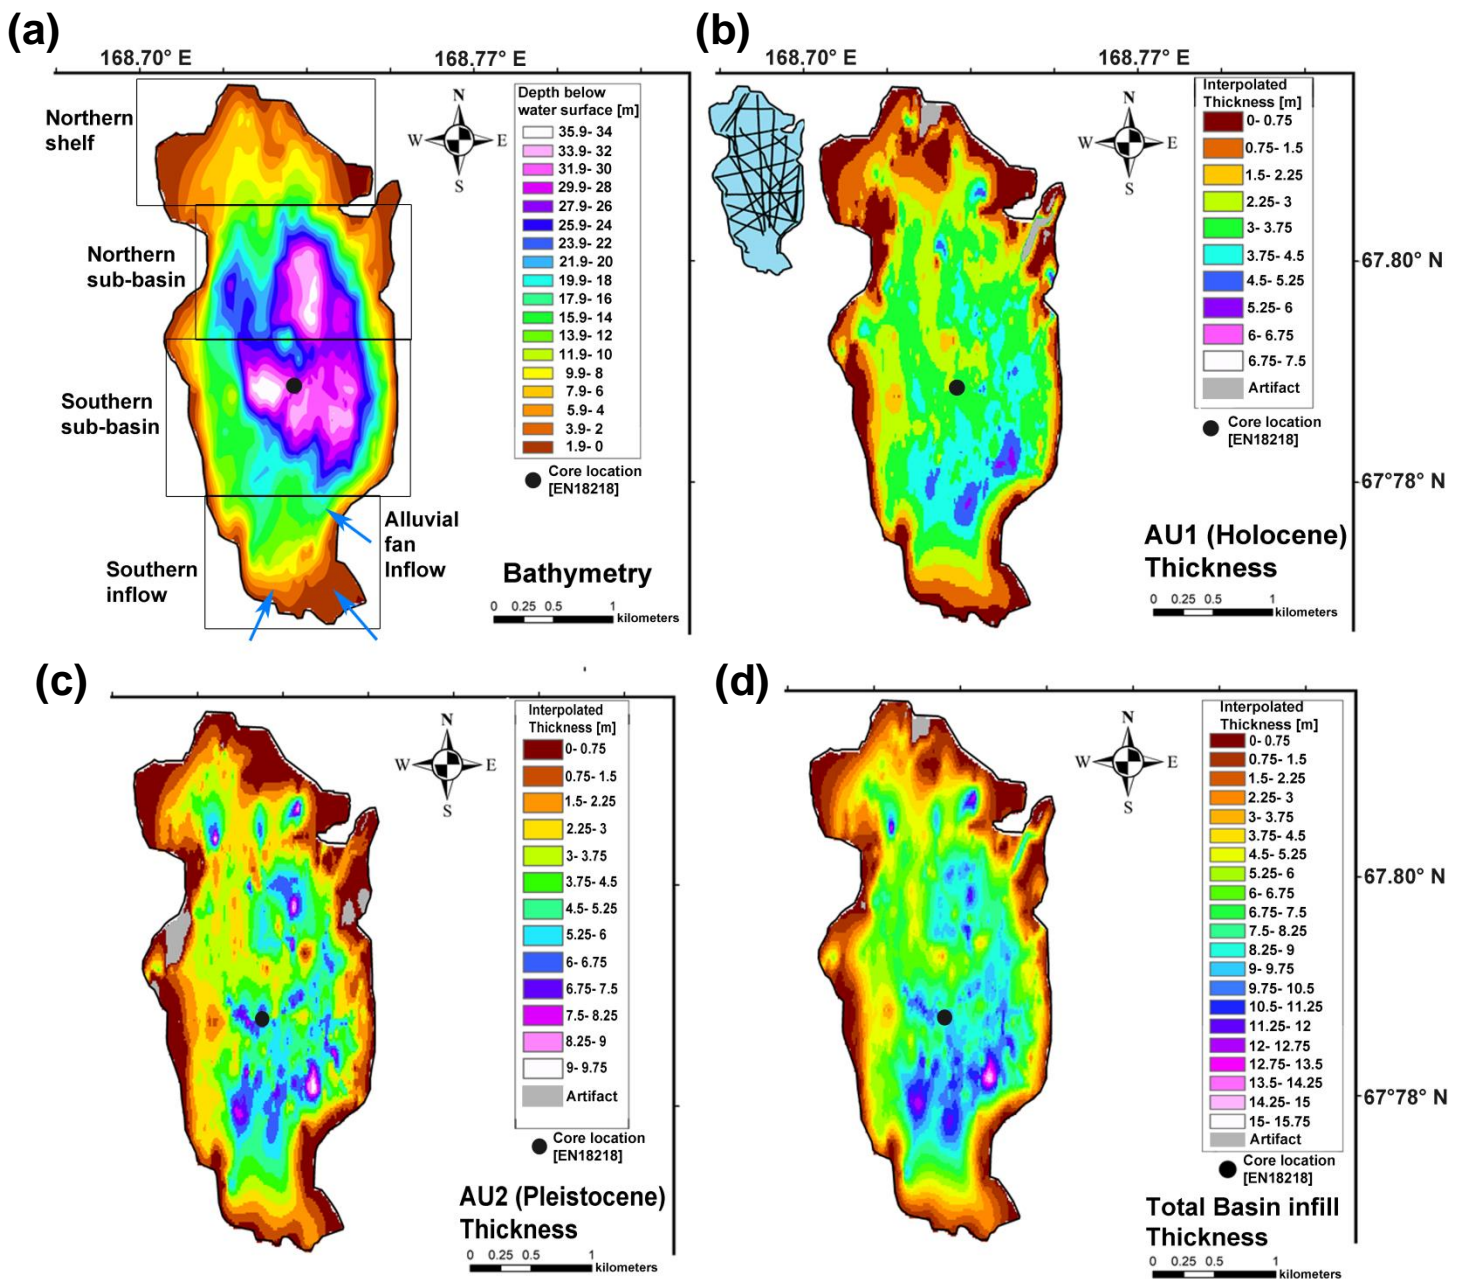 (a)
168.70° E
168.77° E
Northern
shelf
Northern
sub-basin
Southern
sub-basin
Southern
inflow
Alluvial
fan
Inflow
N
W
E
S
Depth below
water surface [m]
35.9- 34
33.9- 32
31.9- 30
29.9- 28
27.9- 26
25.9- 24
23.9- 22
21.9- 20
19.9- 18
17.9- 16
15.9- 14
13.9- 12
11.9- 10
9.9- 8
7.9- 6
5.9- 4
3.9- 2
1.9- 0
Core location
[EN18218]
Bathymetry
0 0.25 0.5 1
kilometers
(b)
168.70° E
168.77° E
N
W
E
S
Interpolated
Thickness [m]
0- 0.75
0.75- 1.5
1.5- 2.25
2.25- 3
3- 3.75
3.75- 4.5
4.5- 5.25
5.25- 6
6- 6.75
6.75- 7.5
Artifact
Core location
[EN18218]
67.80° N
67°78° N
AU1 (Holocene)
Thickness
0 0.25 0.5 1
kilometers
(c)
N
W
E
S
Interpolated
Thickness [m]
0- 0.75
0.75- 1.5
1.5- 2.25
2.25- 3
3- 3.75
3.75- 4.5
4.5- 5.25
5.25- 6
6- 6.75
6.75- 7.5
7.5- 8.25
8.25- 9
9- 9.75
Artifact
Core location
[EN18218]
AU2 (Pleistocene)
Thickness
0 0.25 0.5 1
kilometers
(d)
N
W
E
S
Interpolated
Thickness [m]
0- 0.75
0.75- 1.5
1.5- 2.25
2.25- 3
3- 3.75
3.75- 4.5
4.5- 5.25
5.25- 6
6- 6.75
6.75- 7.5
7.5- 8.25
8.25- 9
9- 9.75
9.75- 10.5
10.5- 11.25
11.25- 12
12- 12.75
12.75- 13.5
13.5- 14.25
14.25- 15
15- 15.75
Artifact
Core location
[EN18218]
67.80° N
67°78° N
Total Basin infill
Thickness
0 0.25 0.5 1
kilometers